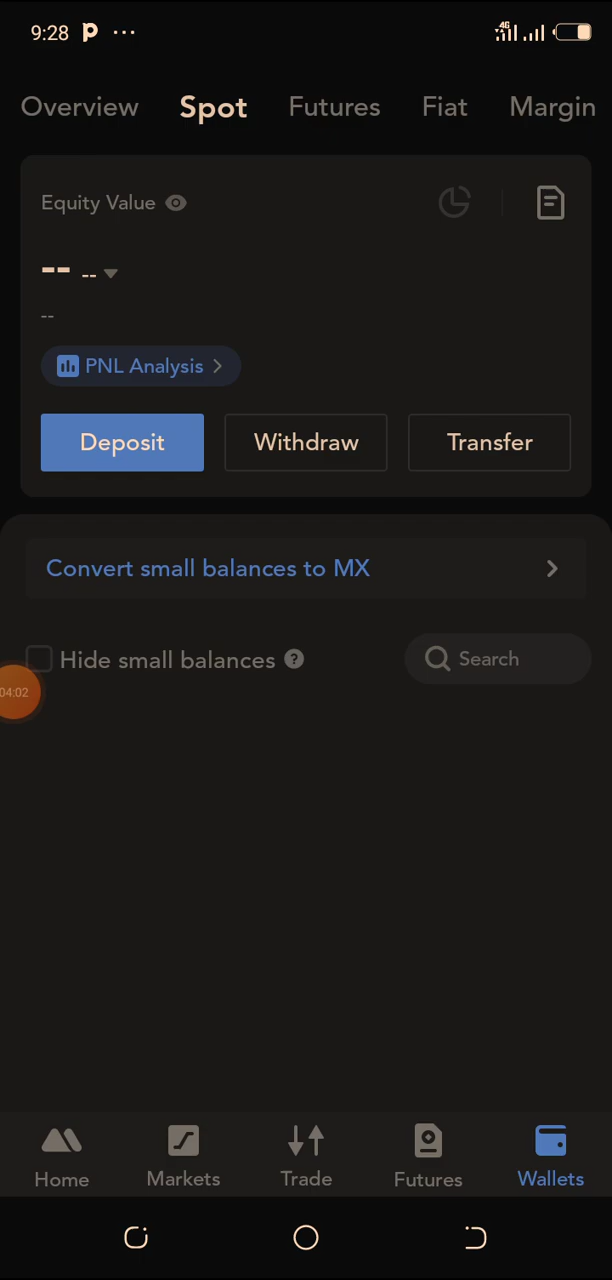 9:28 4G
Overview Spot Futures Fiat Margin
Equity Value
-- --
--
PNL Analysis
Deposit Withdraw Transfer
Convert small balances to MX
Hide small balances ? Search
04:02
Home Markets Trade Futures Wallets